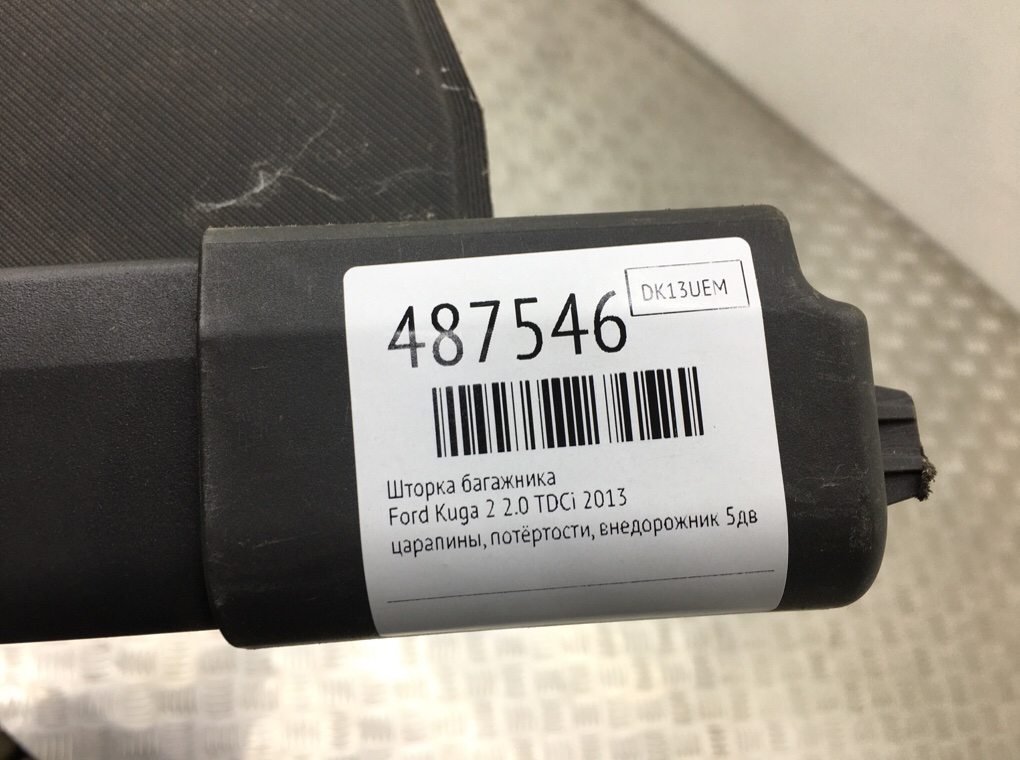 487546
DK13UEM
Шторка багажника
Ford Kuga 2 2.0 TDCi 2013
царапины, потёртости, внедорожник 5дв